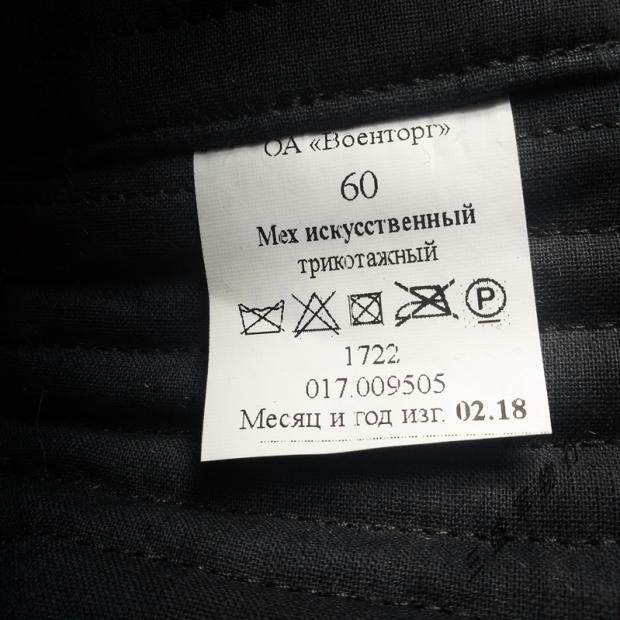 ОА «Военторг»
60
Мех искусственный
трикотажный
P
1722
017.009505
Месяц и год изг. 02.18